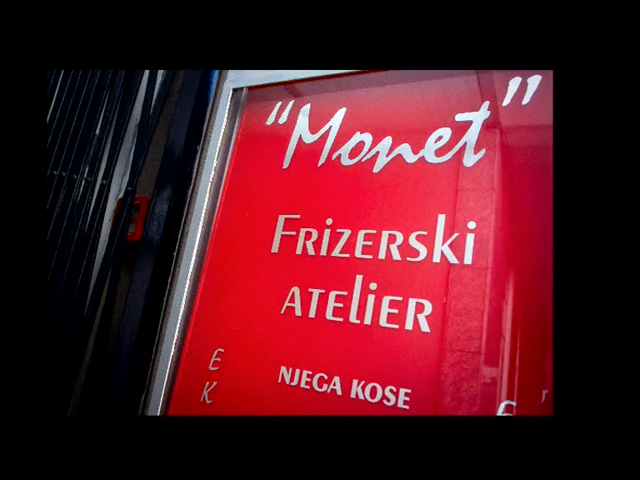 "Monet"
FRIZERSKI
ATELIER
NJEGA KOSE
E
K